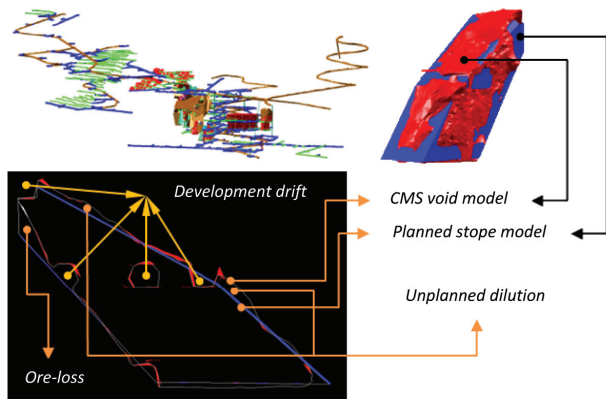 Development drift
CMS void model
Planned stope model
Unplanned dilution
Ore-loss